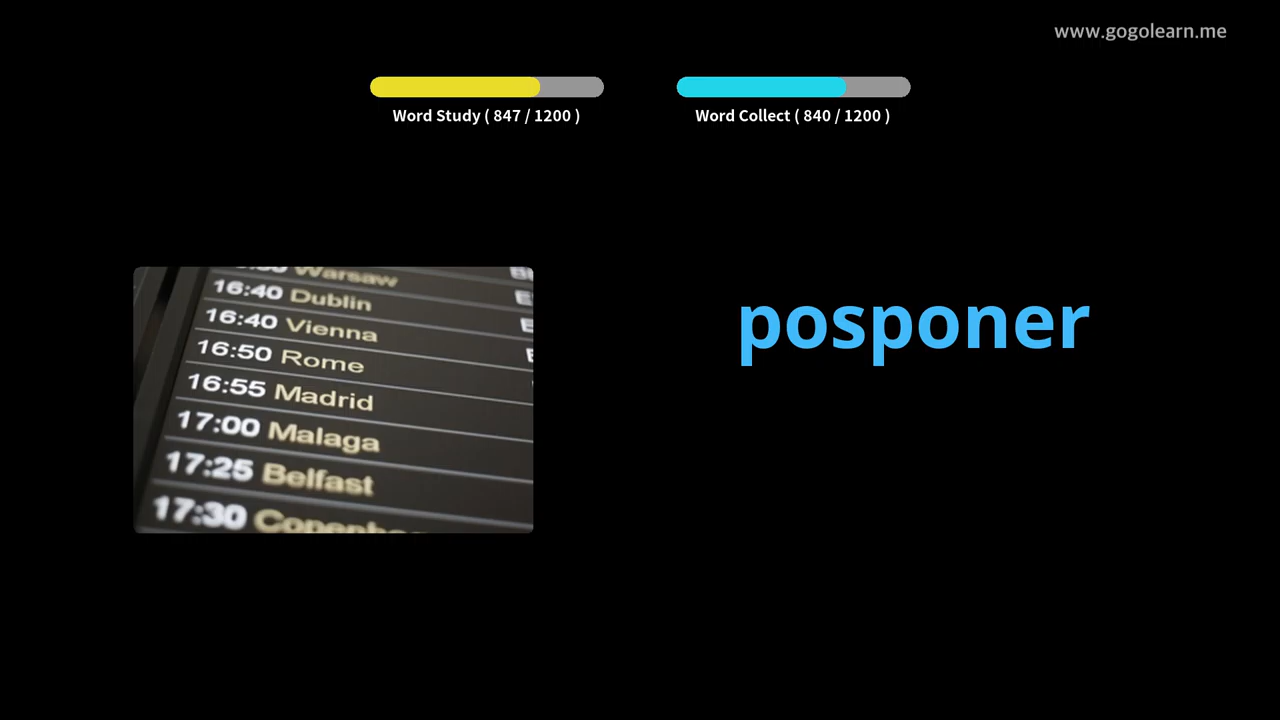 www.gogolearn.me
Word Study ( 847 / 1200 )
Word Collect ( 840 / 1200 )
posponer
Warsaw
16:40 Dublin
16:40 Vienna
16:50 Rome
16:55 Madrid
17:00 Malaga
17:25 Belfast
17:30